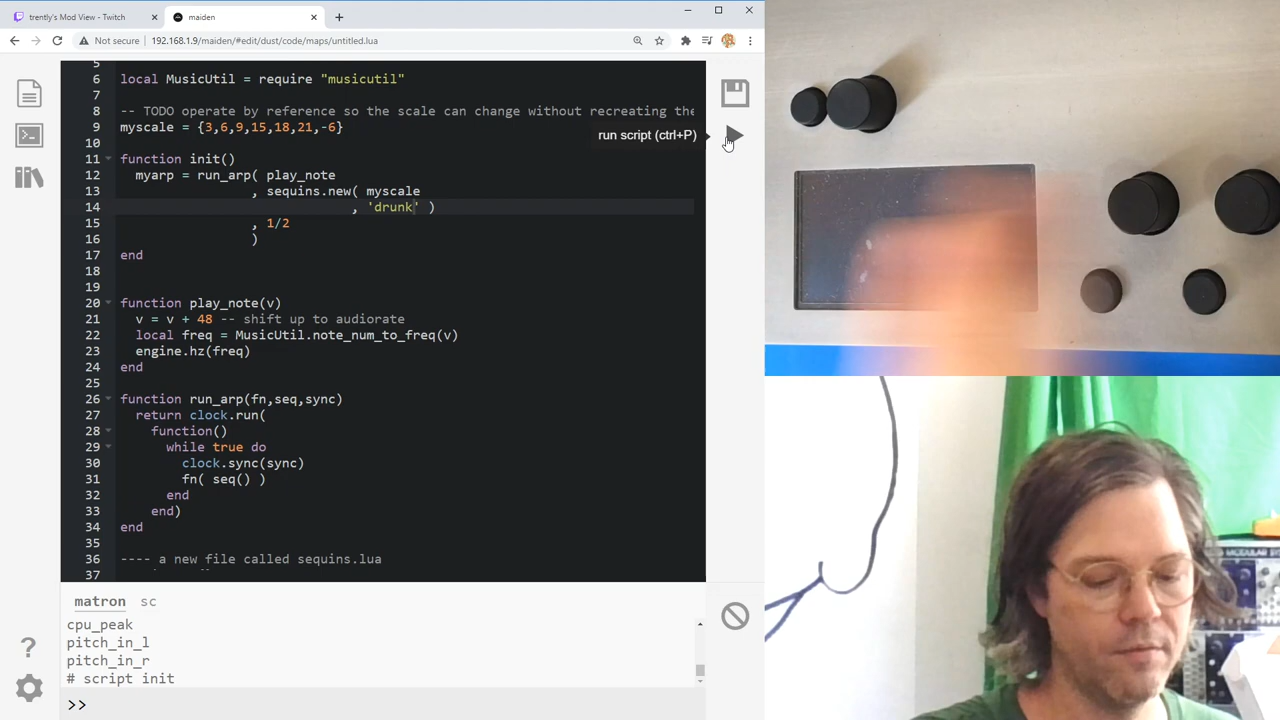 trently's Mod View - Twitch
maiden
Not secure
192.168.1.9/maiden/#edit/dust/code/maps/untitled.lua
5
6 local MusicUtil = require "musicutil"
7
8 -- TODO operate by reference so the scale can change without recreating the
9 myscale = {3,6,9,15,18,21,-6}
run script (ctrl+P)
10
11 function init()
12 myarp = run_arp( play_note
13 , sequins.new( myscale
14 , 'drunk' )
15 , 1/2
16 )
17 end
18
19
20 function play_note(v)
21 v = v + 48 -- shift up to audiorate
22 local freq = MusicUtil.note_num_to_freq(v)
23 engine.hz(freq)
24 end
25
26 function run_arp(fn,seq,sync)
27 return clock.run(
28 function()
29 while true do
30 clock.sync(sync)
31 fn( seq() )
32 end
33 end)
34 end
35
36 ---- a new file called sequins.lua
37
matron sc
cpu_peak
pitch_in_l
pitch_in_r
# script init
>>
?